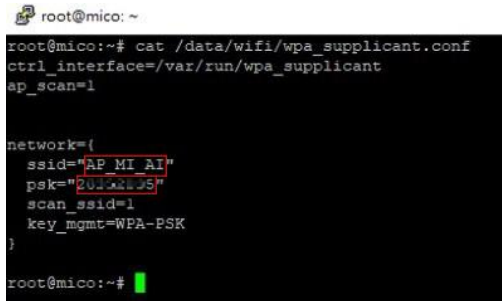 root@mico: ~
root@mico:~# cat /data/wifi/wpa_supplicant.conf
ctrl_interface=/var/run/wpa_supplicant
ap_scan=1
network={
ssid="AP_MI_AI"
psk="
scan_ssid=1
key_mgmt=WPA-PSK
}
root@mico:~#